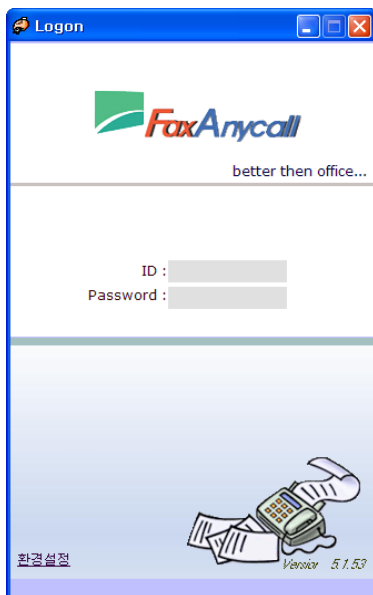 Logon
FaxAnycall
better then office...
ID :
Password :
환경설정
Version 5.1.53